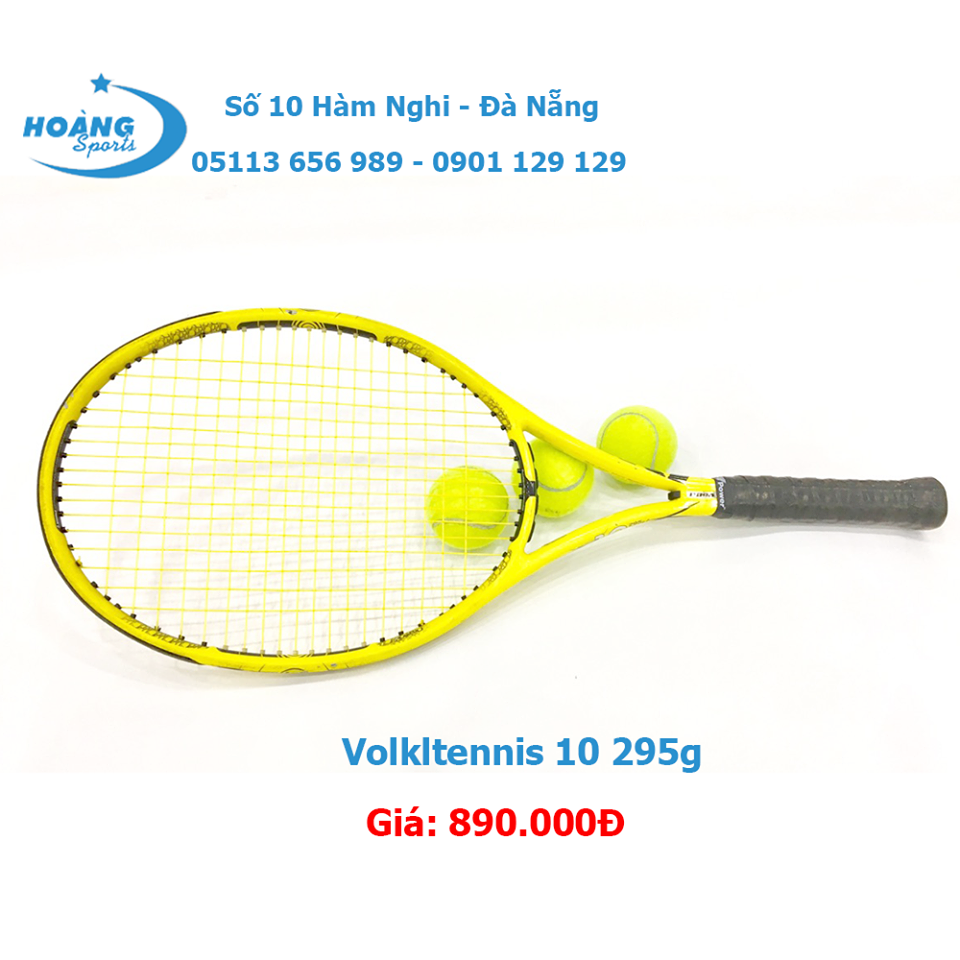 HOÀNG
Sports
Số 10 Hàm Nghi - Đà Nẵng
05113 656 989 - 0901 129 129
Power
Volkltennis 10 295g
Giá: 890.000Đ